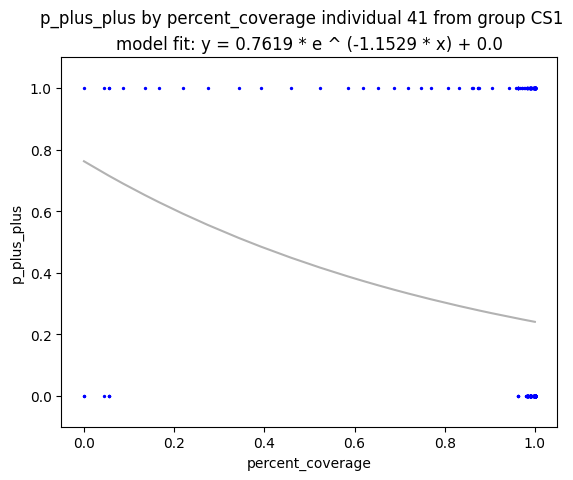 p_plus_plus by percent_coverage individual 41 from group CS1
model fit: y = 0.7619 * e ^ (-1.1529 * x) + 0.0
p_plus_plus
1.0
0.8
0.6
0.4
0.2
0.0
0.0 0.2 0.4 0.6 0.8 1.0
percent_coverage